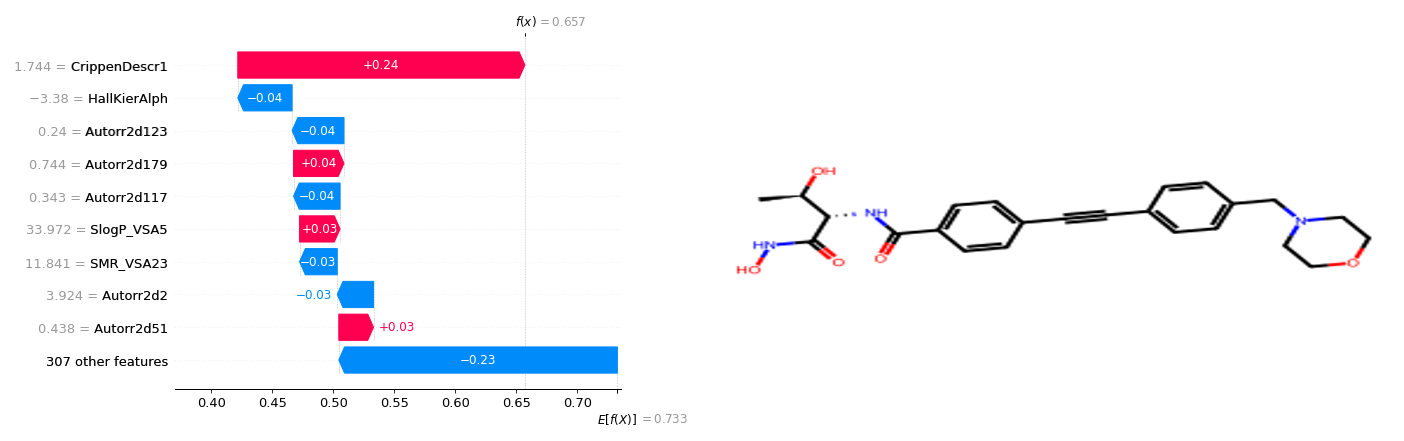 f(x) = 0.657
1.744 = CrippenDescr1
+0.24
−3.38 = HallKierAlph
−0.04
0.24 = Autorr2d123
−0.04
0.744 = Autorr2d179
+0.04
0.343 = Autorr2d117
−0.04
33.972 = SlogP_VSA5
+0.03
11.841 = SMR_VSA23
−0.03
3.924 = Autorr2d2
−0.03
0.438 = Autorr2d51
+0.03
307 other features
−0.23
0.40 0.45 0.50 0.55 0.60 0.65 0.70
E[f(X)] = 0.733
OH
NH
HN
HO
O
O
N
O